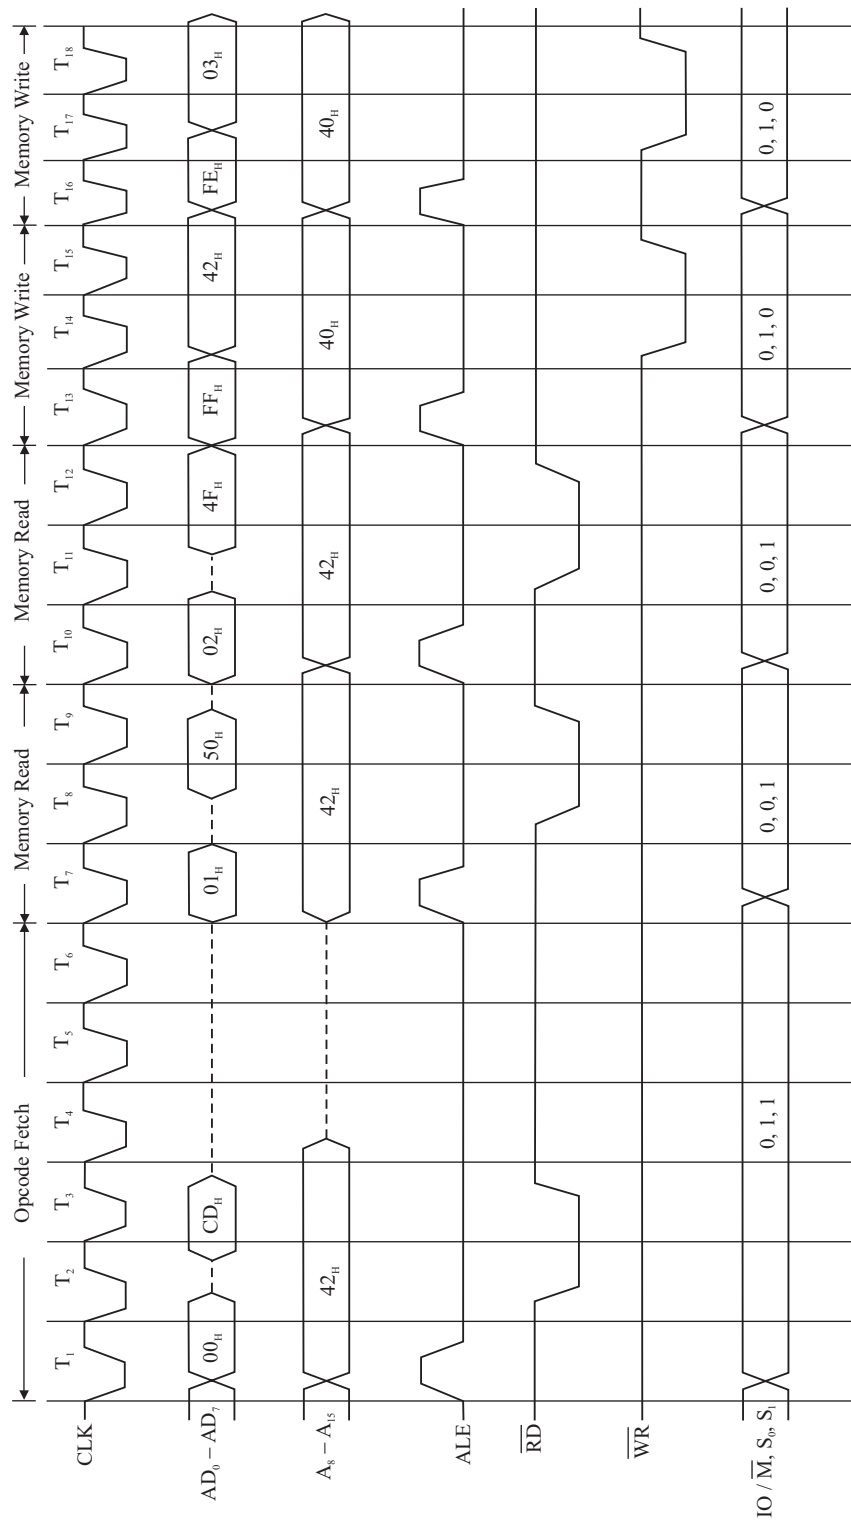 Opcode Fetch Memory Read Memory Read Memory Write Memory Write
T₁ T₂ T₃ T₄ T₅ T₆ T₇ T₈ T₉ T₁₀ T₁₁ T₁₂ T₁₃ T₁₄ T₁₅ T₁₆ T₁₇ T₁₈
CLK
AD₀ – AD₇ 00H CDH 01H 50H 02H 4FH FFH 42H FEH 03H
A₈ – A₁₅ 42H 42H 42H 40H 40H
ALE
R̅D̅
W̅R̅
IO / M̅, S₀, S₁ 0, 1, 1 0, 0, 1 0, 0, 1 0, 1, 0 0, 1, 0